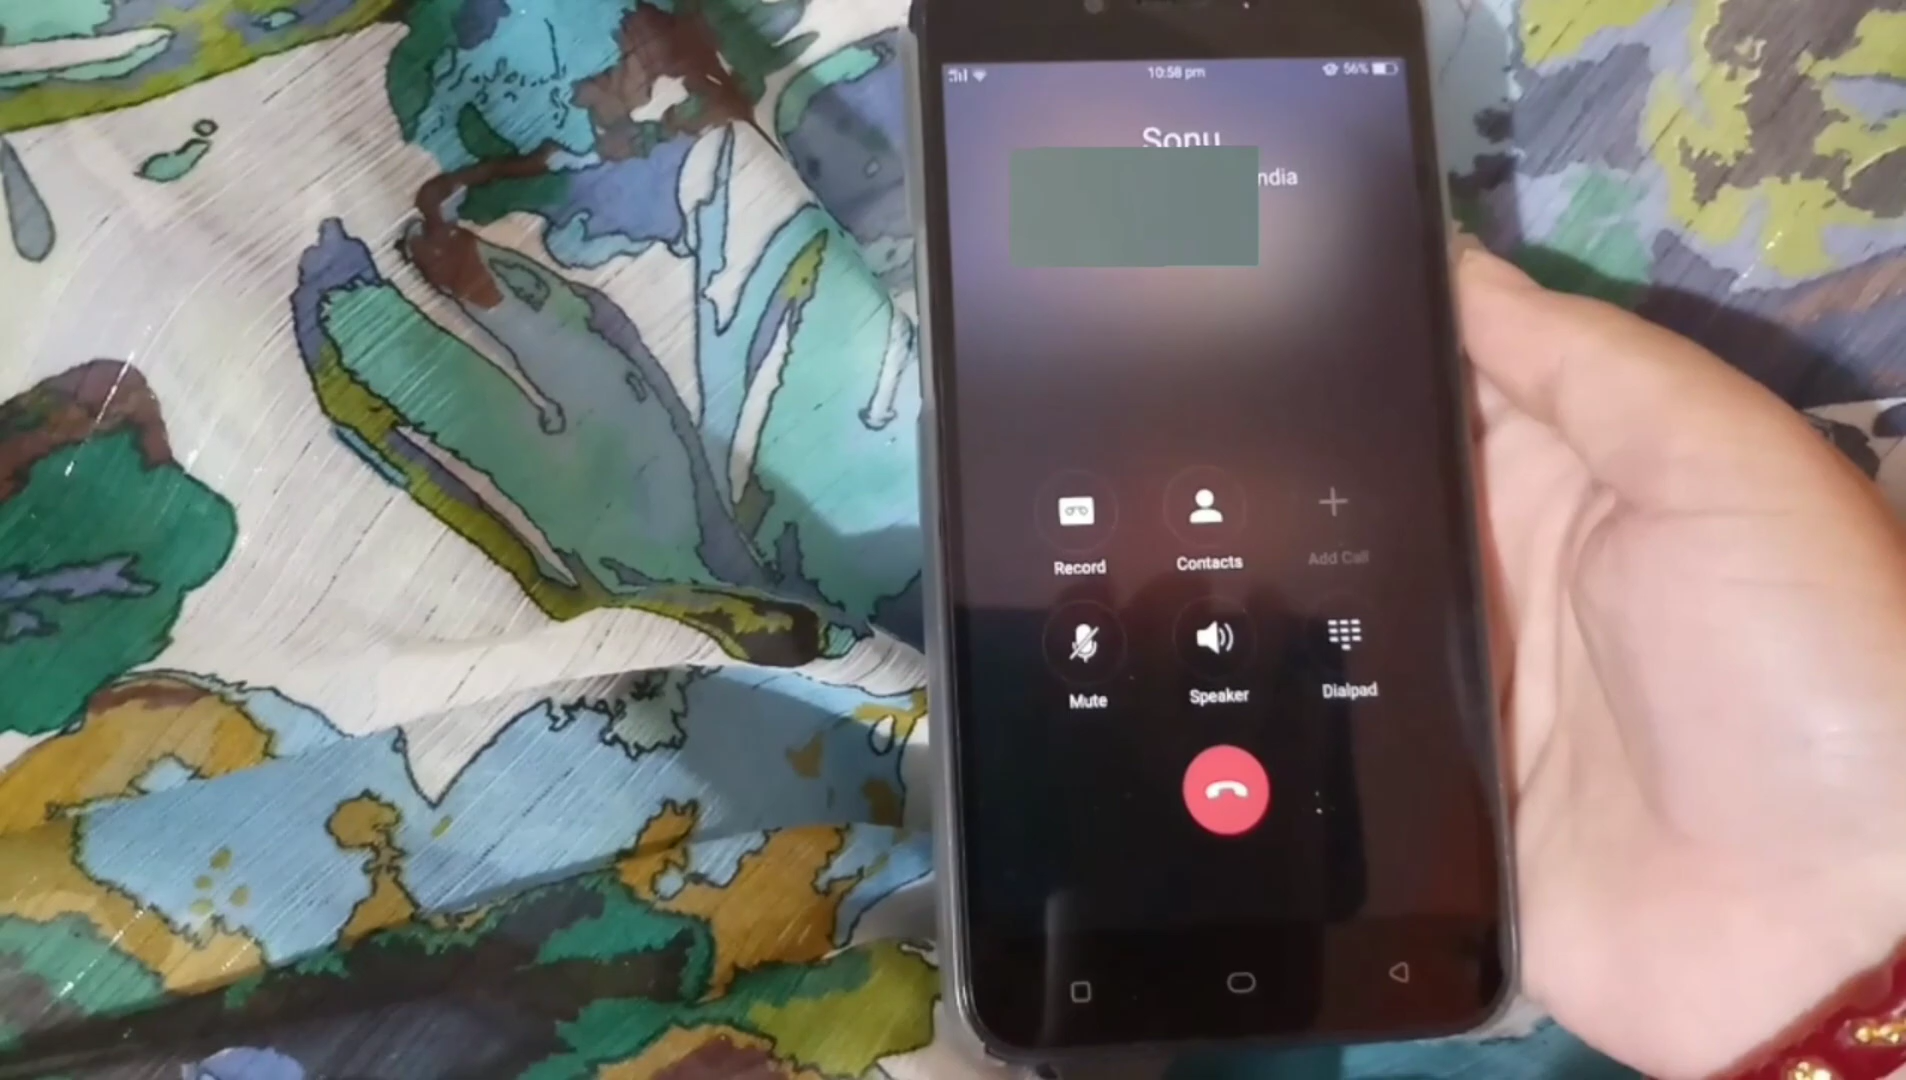 10:58 pm 56%
Sonu
ndia
Record Contacts Add Call
Mute Speaker Dialpad